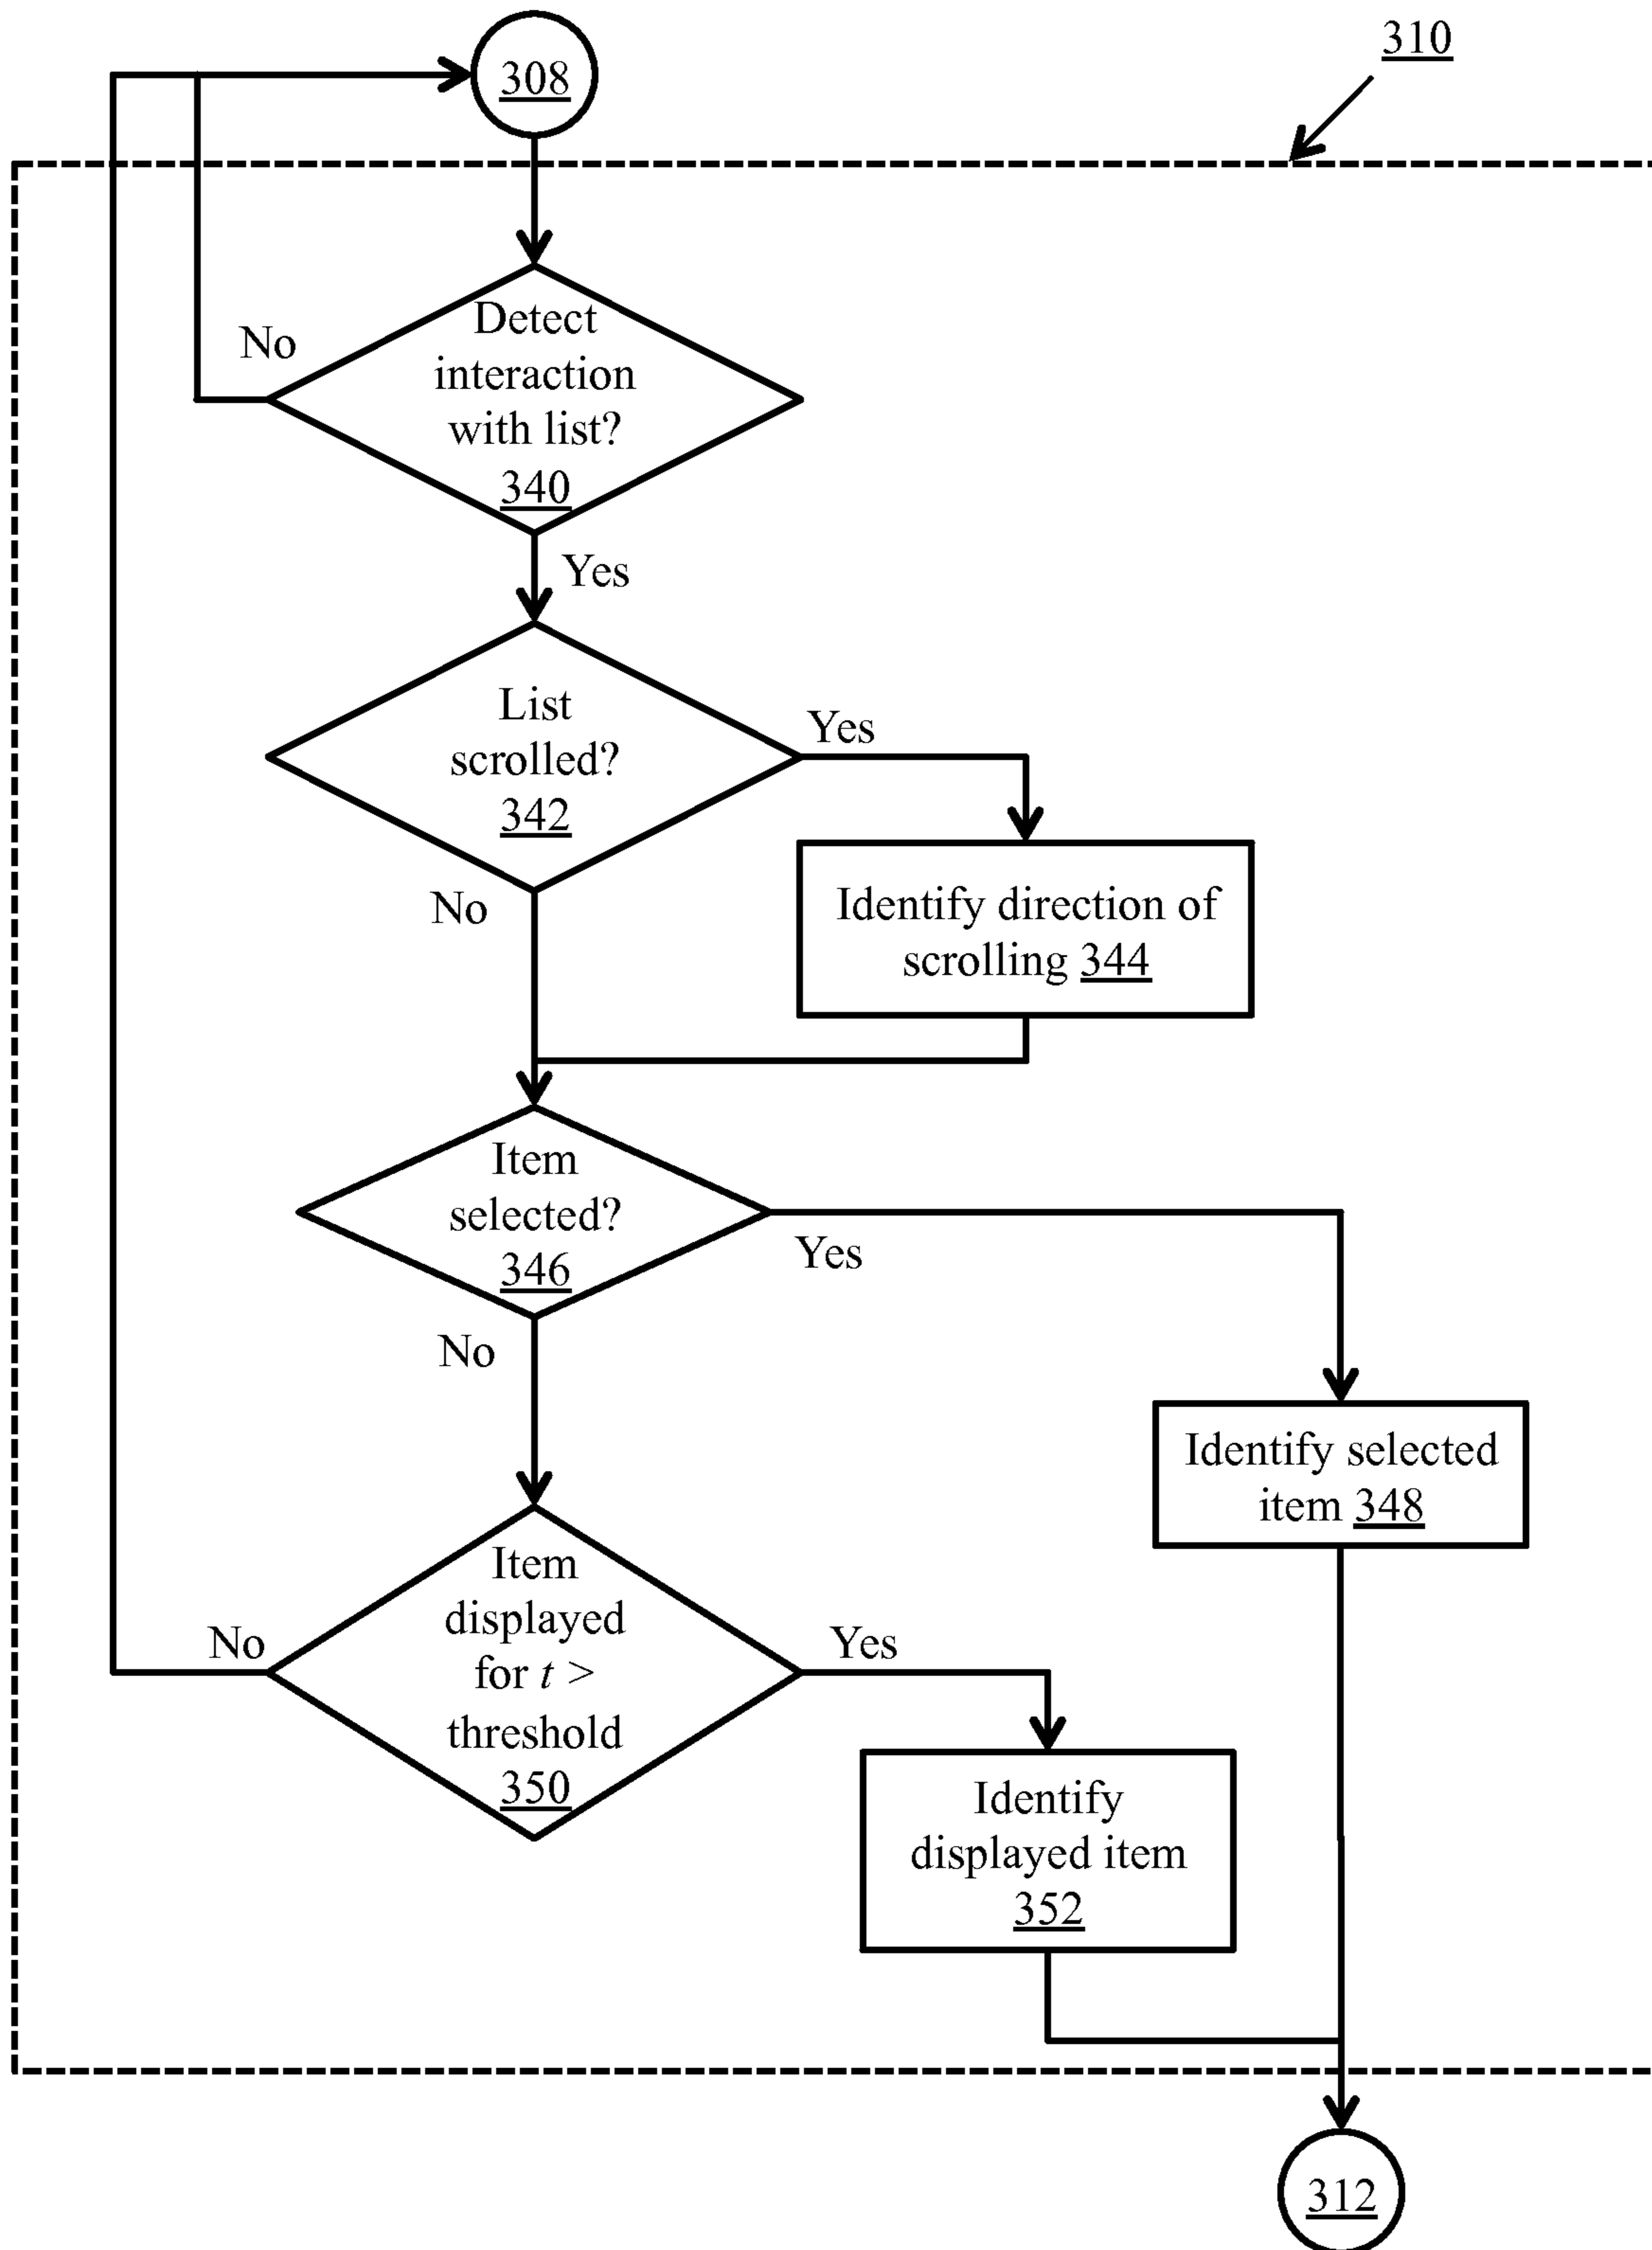 310
308
Detect
interaction
with list?
340
No
Yes
List
scrolled?
342
Yes
No
Identify direction of
scrolling 344
Item
selected?
346
Yes
No
Identify selected
item 348
Item
displayed
for t >
threshold
350
No
Yes
Identify
displayed item
352
312